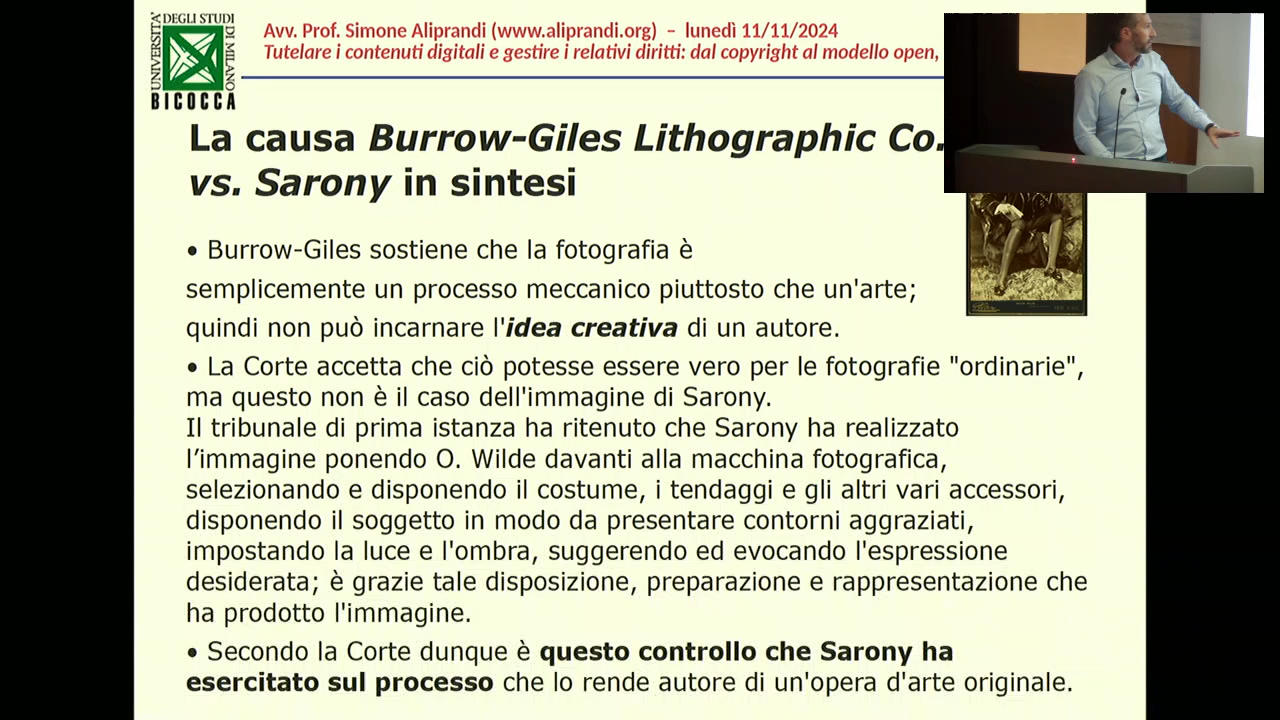 UNIVERSITA' DEGLI STUDI DI MILANO
BICOCCA
Avv. Prof. Simone Aliprandi (www.aliprandi.org) – lunedì 11/11/2024
Tutelare i contenuti digitali e gestire i relativi diritti: dal copyright al modello open,
La causa Burrow-Giles Lithographic Co.
vs. Sarony in sintesi
• Burrow-Giles sostiene che la fotografia è
semplicemente un processo meccanico piuttosto che un'arte;
quindi non può incarnare l'idea creativa di un autore.
• La Corte accetta che ciò potesse essere vero per le fotografie "ordinarie",
ma questo non è il caso dell'immagine di Sarony.
Il tribunale di prima istanza ha ritenuto che Sarony ha realizzato
l’immagine ponendo O. Wilde davanti alla macchina fotografica,
selezionando e disponendo il costume, i tendaggi e gli altri vari accessori,
disponendo il soggetto in modo da presentare contorni aggraziati,
impostando la luce e l'ombra, suggerendo ed evocando l'espressione
desiderata; è grazie tale disposizione, preparazione e rappresentazione che
ha prodotto l'immagine.
• Secondo la Corte dunque è questo controllo che Sarony ha
esercitato sul processo che lo rende autore di un'opera d'arte originale.